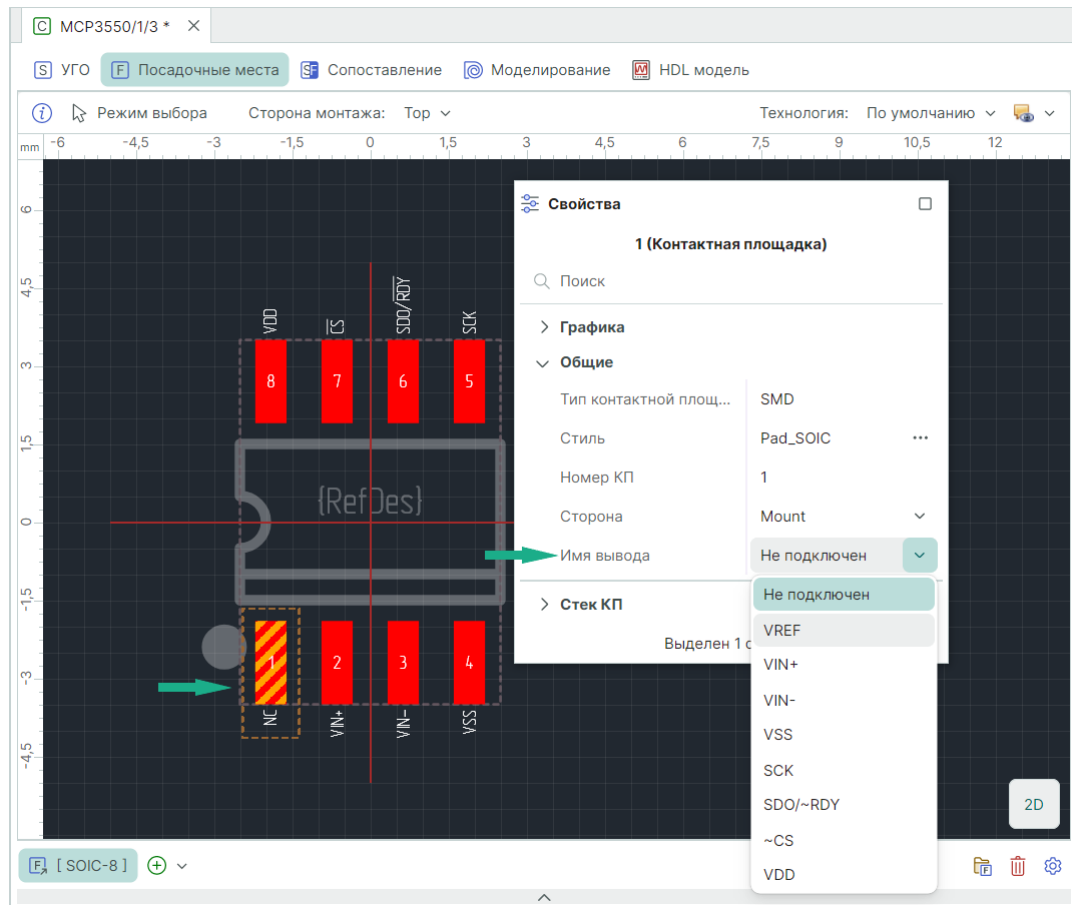 C MCP3550/1/3 *
S УГО F Посадочные места SF Сопоставление Моделирование HDL модель
Режим выбора Сторона монтажа: Top Технология: По умолчанию
mm -6 -4,5 -3 -1,5 0 1,5 3 4,5 6 7,5 9 10,5 12
6
4,5
3
1,5
0
-1,5
-3
-4,5
VDD CS SDO/RDY SCK
8 7 6 5
{RefDes}
1 2 3 4
NC VIN+ VIN- VSS
Свойства
1 (Контактная площадка)
Поиск
Графика
Общие
Тип контактной площ... SMD
Стиль Pad_SOIC ...
Номер КП 1
Сторона Mount
Имя вывода Не подключен
Стек КП
Выделен 1
Не подключен
VREF
VIN+
VIN-
VSS
SCK
SDO/~RDY
~CS
VDD
2D
F [ SOIC-8 ]
F